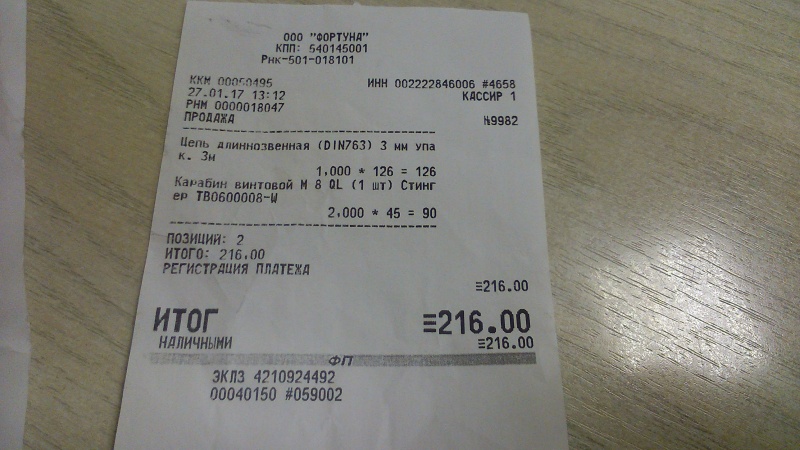 ООО "ФОРТУНА"
КПП: 540145001
Рнк-501-018101
ККМ 00050495 ИНН 002222846006 #4658
27.01.17 13:12 КАССИР 1
РНМ 0000018047
ПРОДАЖА №9982
Цепь длиннозвенная (DIN763) 3 мм упа
к. 3м
1,000 * 126 = 126
Карабин винтовой М 8 QL (1 шт) Стинг
ер ТВ0600008-W
2,000 * 45 = 90
ПОЗИЦИЙ: 2
ИТОГО: 216,00
РЕГИСТРАЦИЯ ПЛАТЕЖА
≡216.00
ИТОГ ≡216.00
НАЛИЧНЫМИ ≡216.00
ФП
ЭКЛЗ 4210924492
00040150 #059002